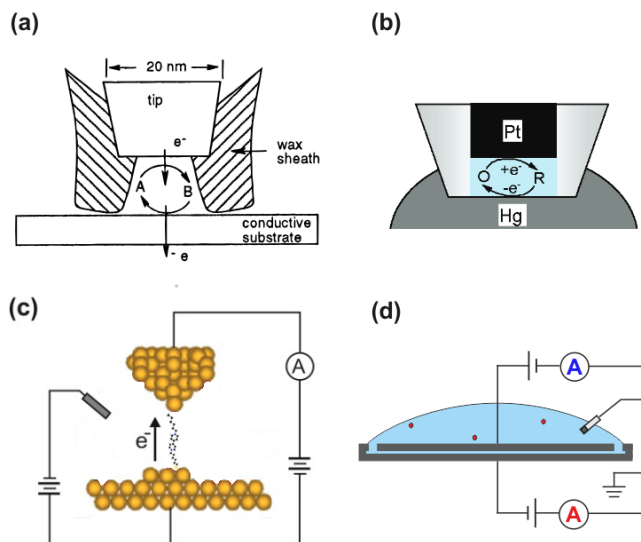 (a)
20 nm
tip
e-
wax
sheath
A
B
conductive
substrate
- e
(b)
Pt
O
+e-
R
-e-
Hg
(c)
A
e-
(d)
A
A